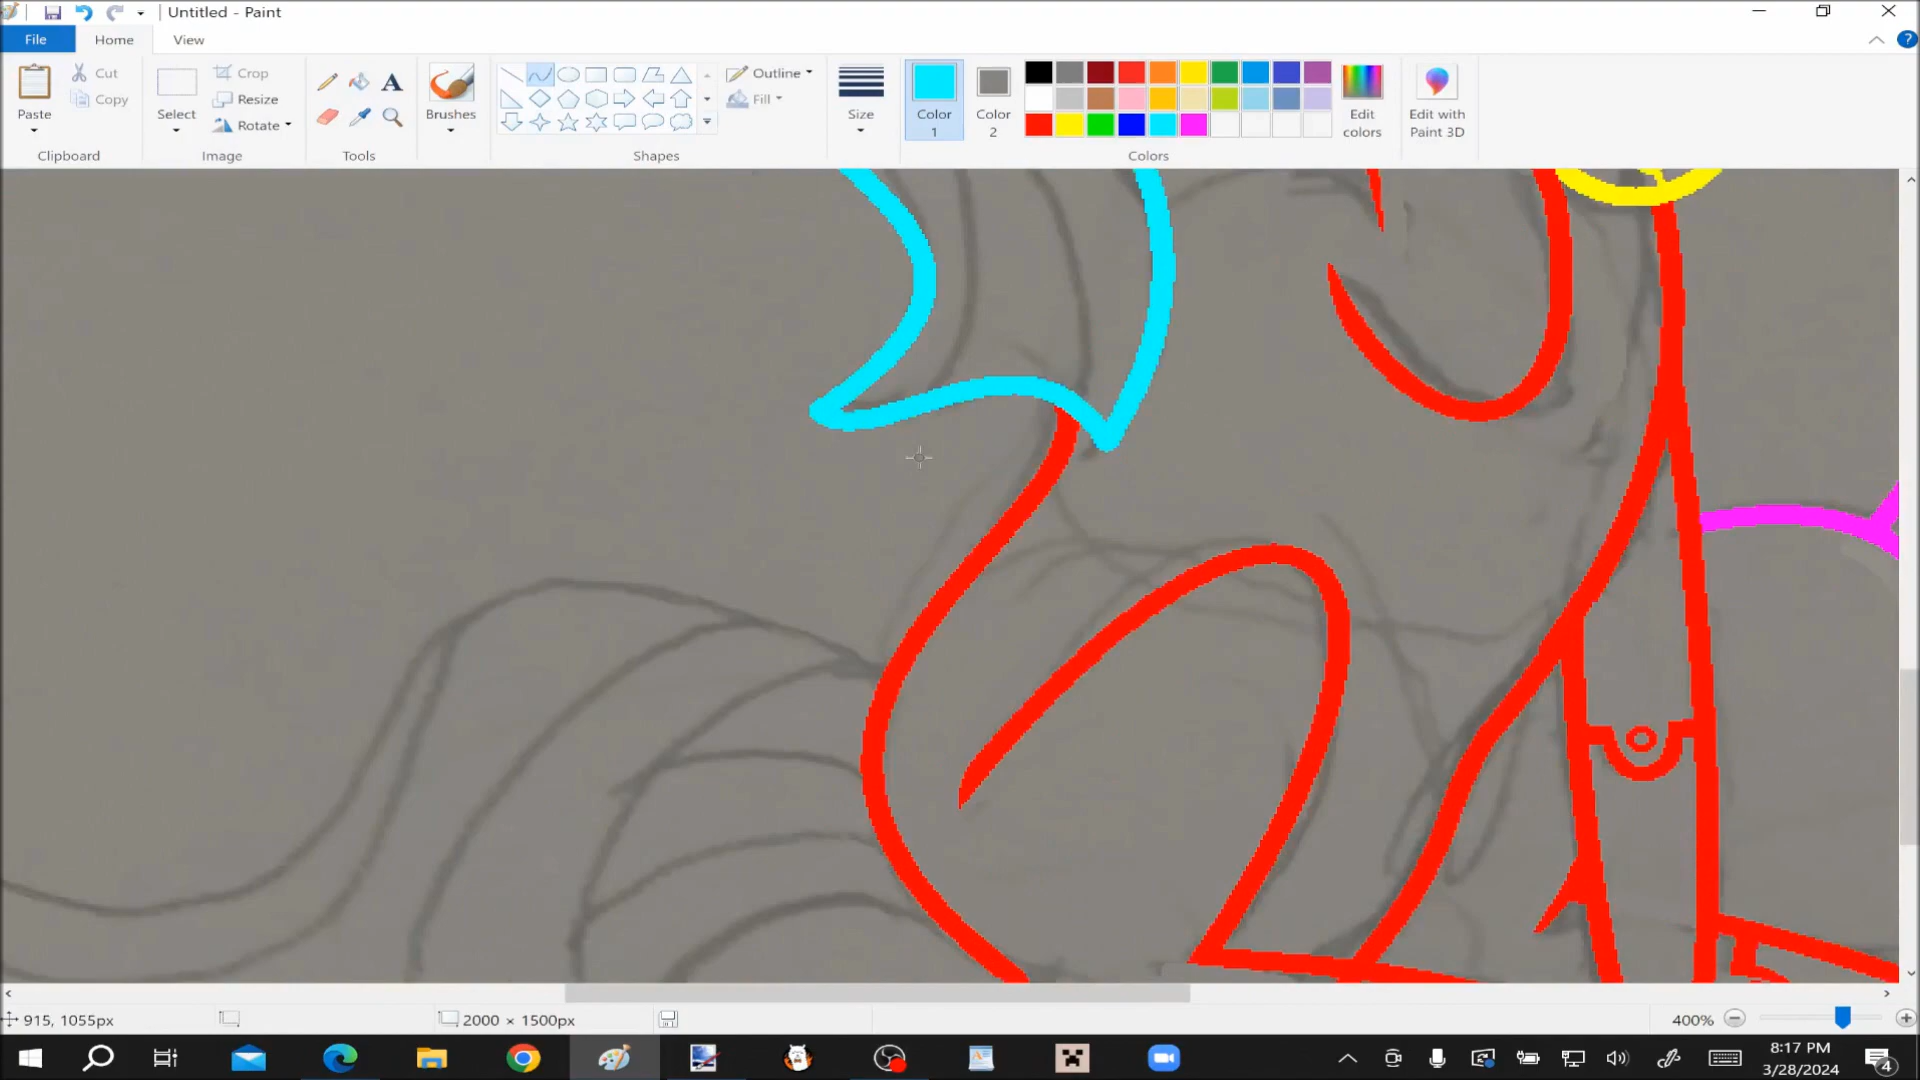 Untitled - Paint
File Home View
Paste Cut Copy Clipboard
Select Crop Resize Rotate Image
Tools
Brushes
Shapes Outline Fill
Size
Color 1
Color 2
Edit colors
Colors
Edit with Paint 3D
915, 1055px 2000 × 1500px 400%
8:17 PM
3/28/2024
4